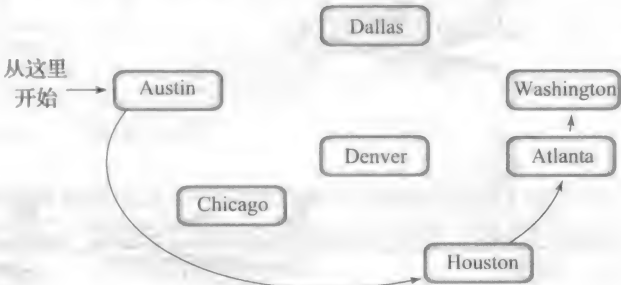 Dallas
从这里
开始
Austin
Washington
Denver
Atlanta
Chicago
Houston